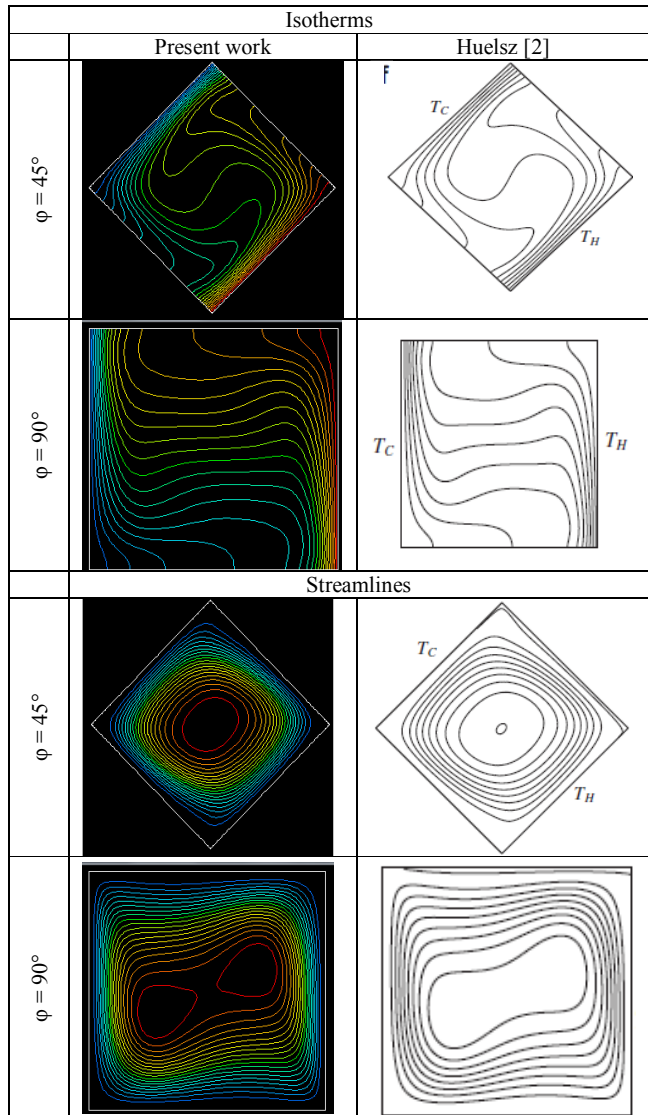 Isotherms
Present work
Huelsz [2]
φ = 45°
f
T_C
T_H
φ = 90°
T_C
T_H
Streamlines
φ = 45°
T_C
T_H
φ = 90°